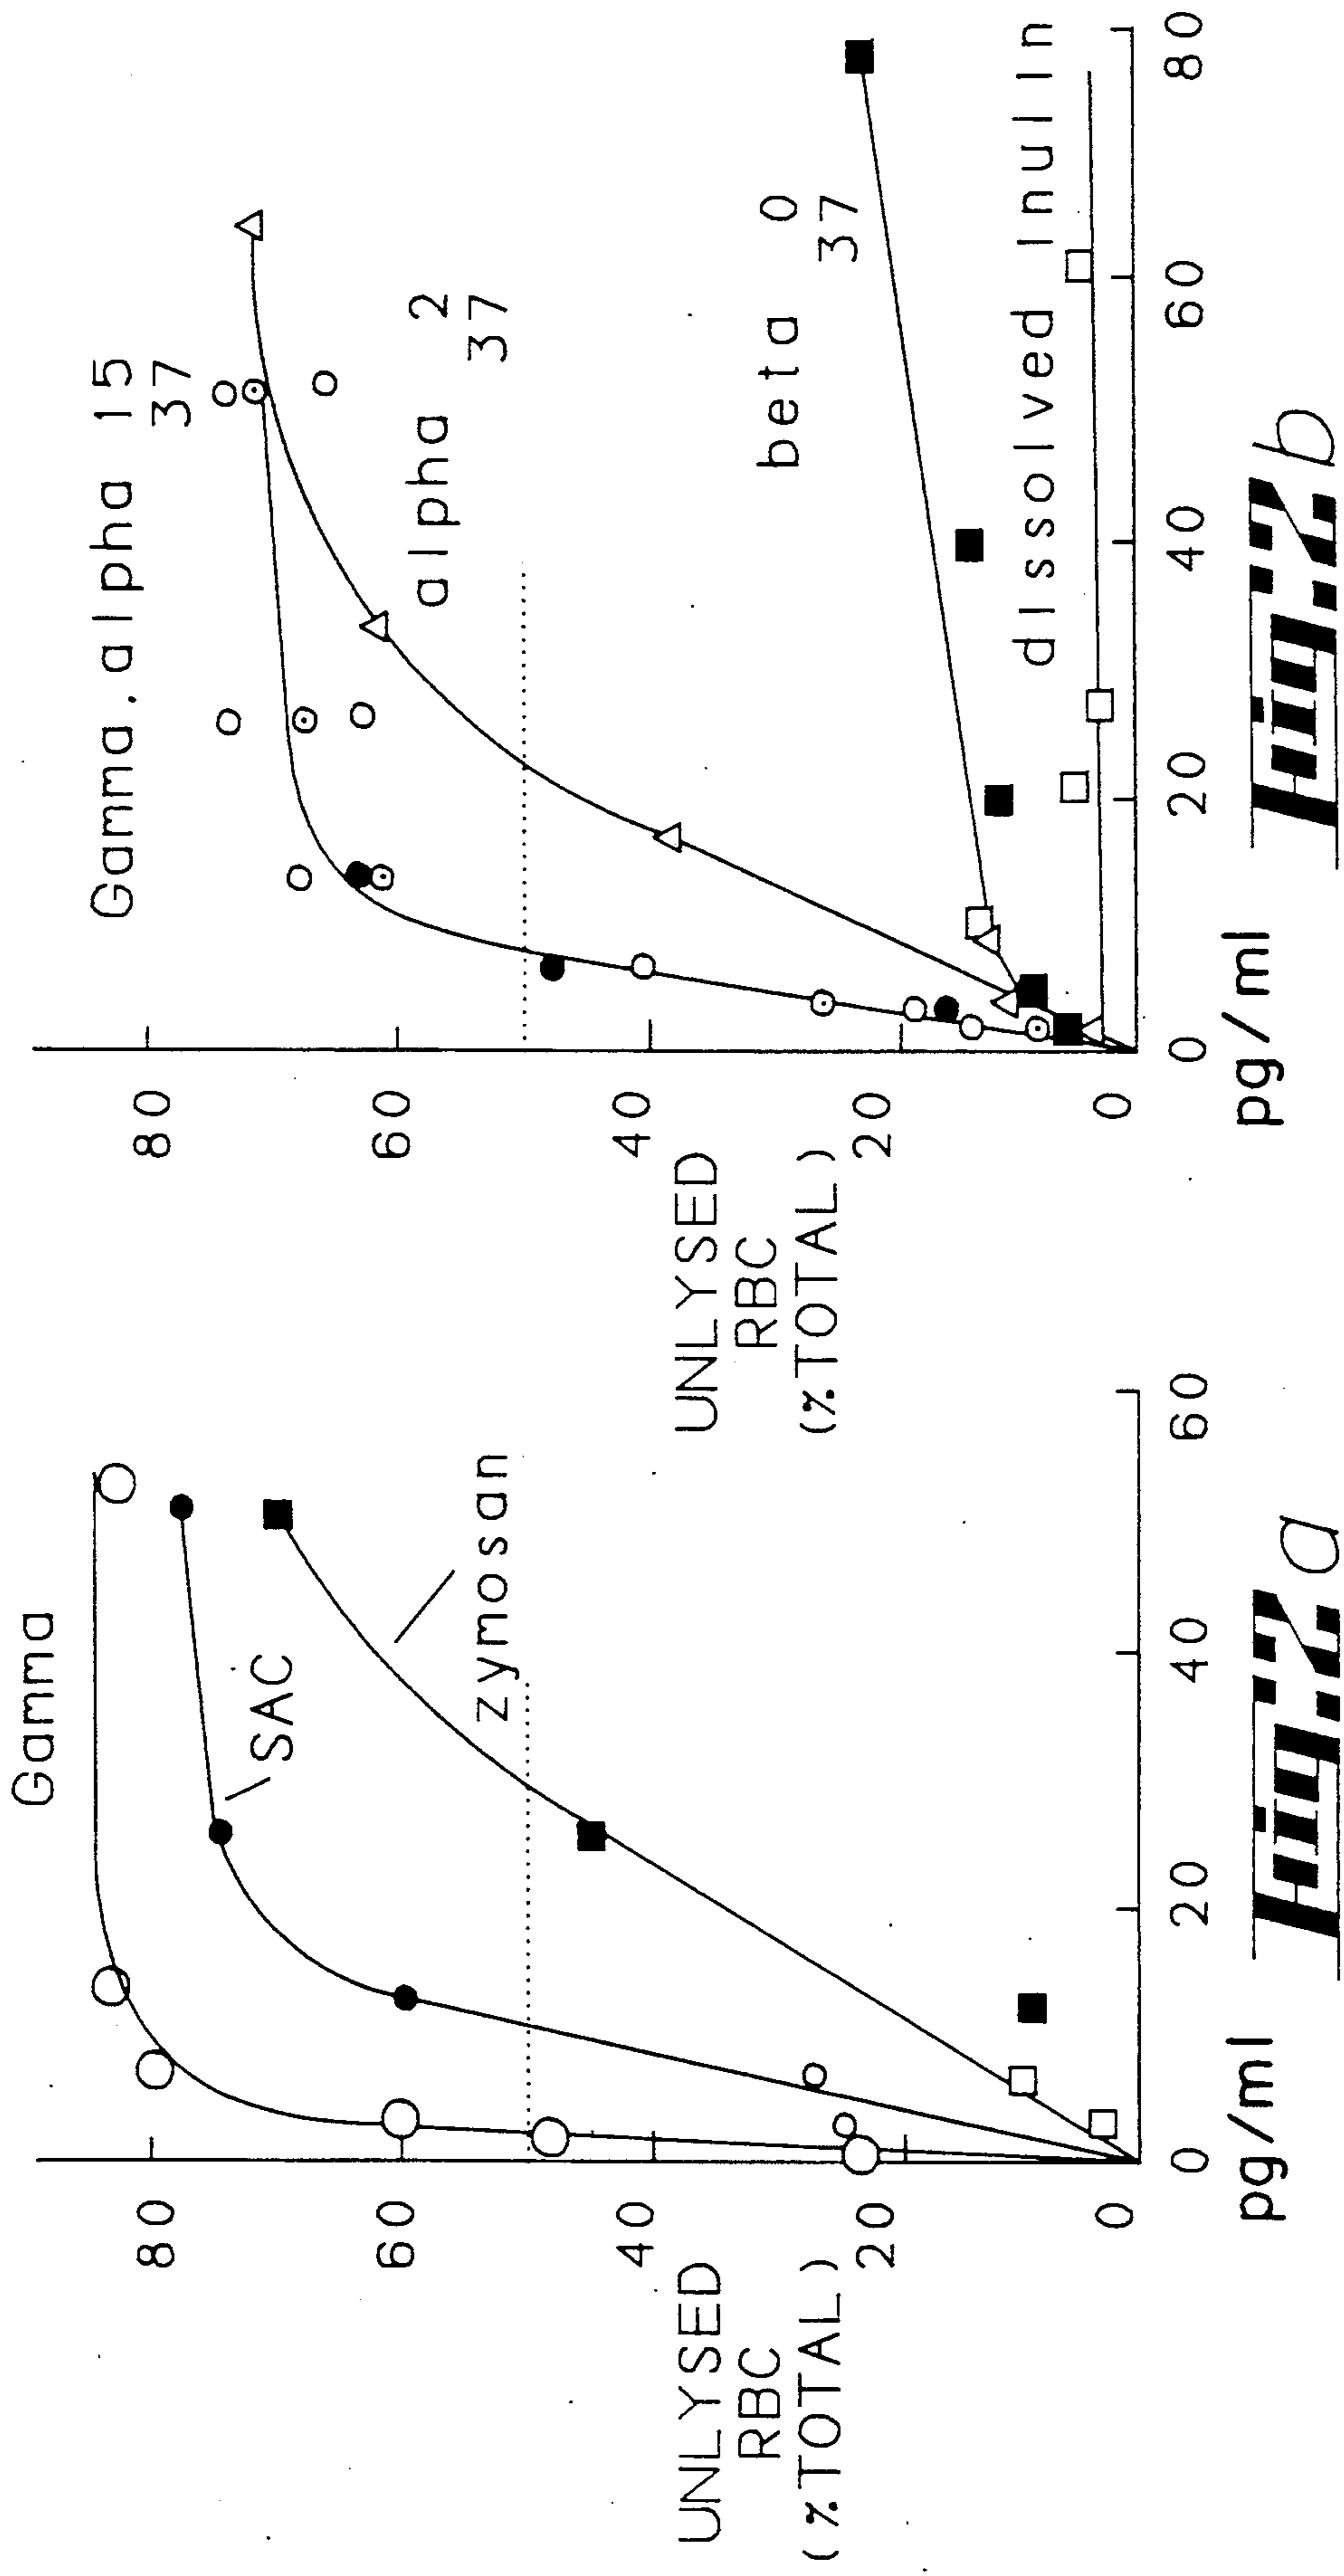 Gamma
SAC
zymosan
80
60
40
20
0
UNLYSED
RBC
(%TOTAL)
0 20 40 60
pg/ml
Fig. 2a
Gamma, alpha 15
37
alpha 2
37
beta 0
37
dissolved Inulin
80
60
40
20
0
UNLYSED
RBC
(%TOTAL)
0 20 40 60 80
pg/ml
Fig. 2b